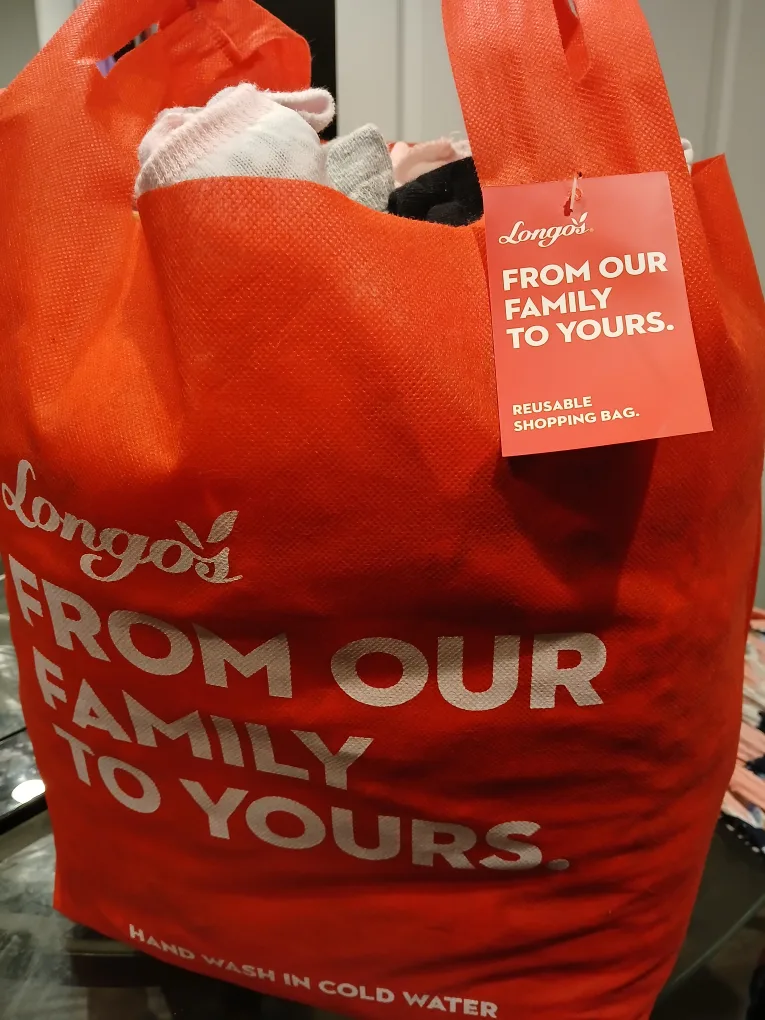 Longo's
FROM OUR
FAMILY
TO YOURS.
REUSABLE
SHOPPING BAG.
Longo's
FROM OUR
FAMILY
TO YOURS.
HAND WASH IN COLD WATER